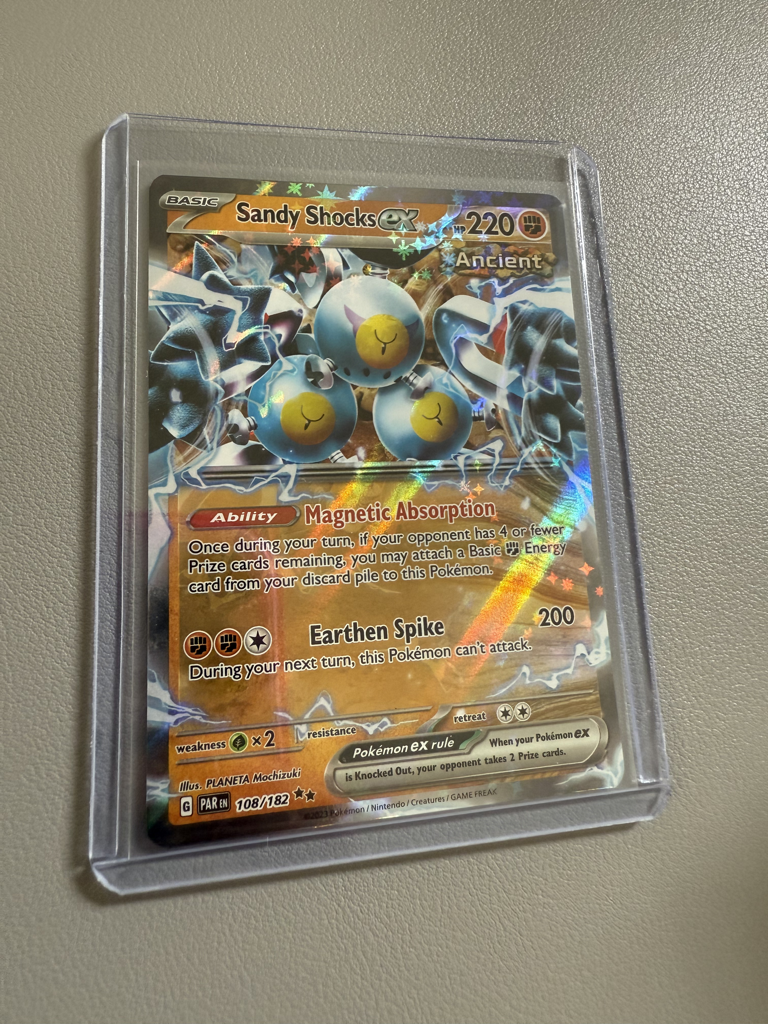 BASIC Sandy Shocks ex HP 220
Ancient
Ability Magnetic Absorption
Once during your turn, if your opponent has 4 or fewer
Prize cards remaining, you may attach a Basic Energy
card from your discard pile to this Pokémon.
Earthen Spike 200
During your next turn, this Pokémon can't attack.
weakness ×2 resistance retreat
Pokémon ex rule When your Pokémon ex
is Knocked Out, your opponent takes 2 Prize cards.
Illus. PLANETA Mochizuki
G PAR EN 108/182 ★★
©2023 Pokémon / Nintendo / Creatures / GAME FREAK